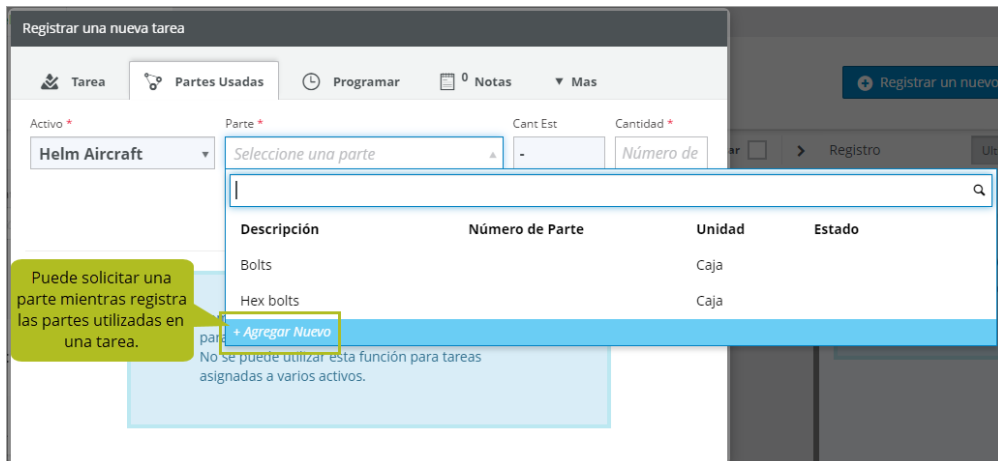 Registrar una nueva tarea
Tarea
Partes Usadas
Programar
0 Notas
▼ Mas
+ Registrar un nuevo
Activo *
Parte *
Cant Est
Cantidad *
Helm Aircraft
Seleccione una parte
-
Número de
ar
Registro
Descripción
Número de Parte
Unidad
Estado
Bolts
Caja
Hex bolts
Caja
+ Agregar Nuevo
Puede solicitar una
parte mientras registra
las partes utilizadas en
una tarea.
par
No se puede utilizar esta función para tareas
asignadas a varios activos.